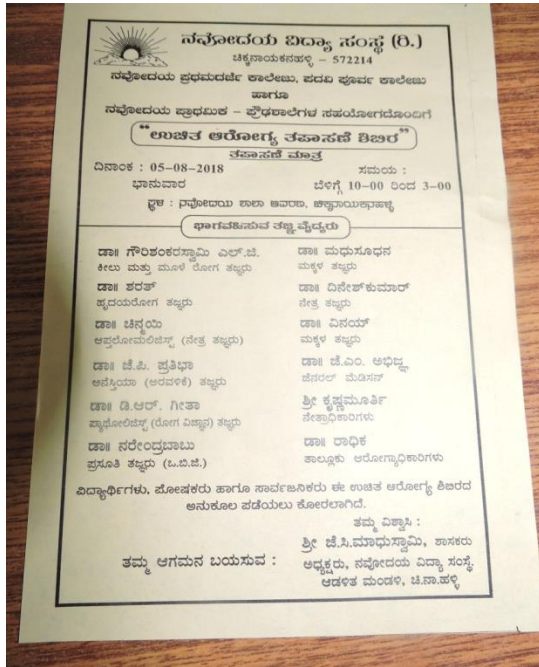 ನವೋದಯ ವಿದ್ಯಾ ಸಂಸ್ಥೆ (ರಿ.)
ಚಿಕ್ಕನಾಯಕನಹಳ್ಳಿ – 572214
ನವೋದಯ ಪ್ರಥಮದರ್ಜೆ ಕಾಲೇಜು, ಪದವಿ ಪೂರ್ವ ಕಾಲೇಜು
ಹಾಗೂ
ನವೋದಯ ಪ್ರಾಥಮಿಕ – ಪ್ರೌಢಶಾಲೆಗಳ ಸಹಯೋಗದೊಂದಿಗೆ
"ಉಚಿತ ಆರೋಗ್ಯ ತಪಾಸಣೆ ಶಿಬಿರ"
ತಪಾಸಣೆ ಮಾತ್ರ
ದಿನಾಂಕ : 05-08-2018 ಸಮಯ :
ಭಾನುವಾರ ಬೆಳಿಗ್ಗೆ 10-00 ರಿಂದ 3-00
ಸ್ಥಳ : ನವೋದಯ ಶಾಲಾ ಆವರಣ, ಚಿಕ್ಕನಾಯಕನಹಳ್ಳಿ
ಭಾಗವಹಿಸುವ ತಜ್ಞ ವೈದ್ಯರು
ಡಾ॥ ಗೌರಿಶಂಕರಸ್ವಾಮಿ ಎಲ್.ಜಿ. ಡಾ॥ ಮಧುಸೂಧನ
ಕೀಲು ಮತ್ತು ಮೂಳೆ ರೋಗ ತಜ್ಞರು ಮಕ್ಕಳ ತಜ್ಞರು
ಡಾ॥ ಶರತ್ ಡಾ॥ ದಿನೇಶ್‌ಕುಮಾರ್
ಹೃದಯರೋಗ ತಜ್ಞರು ನೇತ್ರ ತಜ್ಞರು
ಡಾ॥ ಚಿನ್ಮಯಿ ಡಾ॥ ವಿನಯ್
ಆಪ್ತಲೋಮಲಿಜಿಸ್ಟ್ (ನೇತ್ರ ತಜ್ಞರು) ಮಕ್ಕಳ ತಜ್ಞರು
ಡಾ॥ ಜೆ.ಪಿ. ಪ್ರತಿಭಾ ಡಾ॥ ಜೆ.ಎಂ. ಅಭಿಜ್ಞ
ಅನೆಸ್ತಿಯಾ (ಅರವಳಿಕೆ) ತಜ್ಞರು ಜೆನರಲ್ ಮೆಡಿಸನ್
ಡಾ॥ ಡಿ.ಆರ್. ಗೀತಾ ಶ್ರೀ ಕೃಷ್ಣಮೂರ್ತಿ
ಪ್ಯಾಥೋಲಿಜಿಸ್ಟ್ (ರೋಗ ವಿಜ್ಞಾನ) ತಜ್ಞರು ನೇತ್ರಾಧಿಕಾರಿಗಳು
ಡಾ॥ ನರೇಂದ್ರಬಾಬು ಡಾ॥ ರಾಧಿಕ
ಪ್ರಸೂತಿ ತಜ್ಞರು (ಒ.ಬಿ.ಜಿ.) ತಾಲ್ಲೂಕು ಆರೋಗ್ಯಾಧಿಕಾರಿಗಳು
ವಿದ್ಯಾರ್ಥಿಗಳು, ಪೋಷಕರು ಹಾಗೂ ಸಾರ್ವಜನಿಕರು ಈ ಉಚಿತ ಆರೋಗ್ಯ ಶಿಬಿರದ
ಅನುಕೂಲ ಪಡೆಯಲು ಕೋರಲಾಗಿದೆ.
ತಮ್ಮ ವಿಶ್ವಾಸಿ :
ಶ್ರೀ ಜೆ.ಸಿ.ಮಾಧುಸ್ವಾಮಿ, ಶಾಸಕರು
ತಮ್ಮ ಆಗಮನ ಬಯಸುವ : ಅಧ್ಯಕ್ಷರು, ನವೋದಯ ವಿದ್ಯಾ ಸಂಸ್ಥೆ.
ಆಡಳಿತ ಮಂಡಳಿ, ಚಿ.ನಾ.ಹಳ್ಳಿ